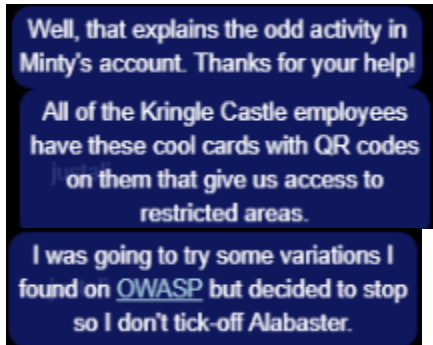 Well, that explains the odd activity in
Minty's account. Thanks for your help!
All of the Kringle Castle employees
have these cool cards with QR codes
on them that give us access to
restricted areas.
I was going to try some variations I
found on OWASP but decided to stop
so I don't tick-off Alabaster.